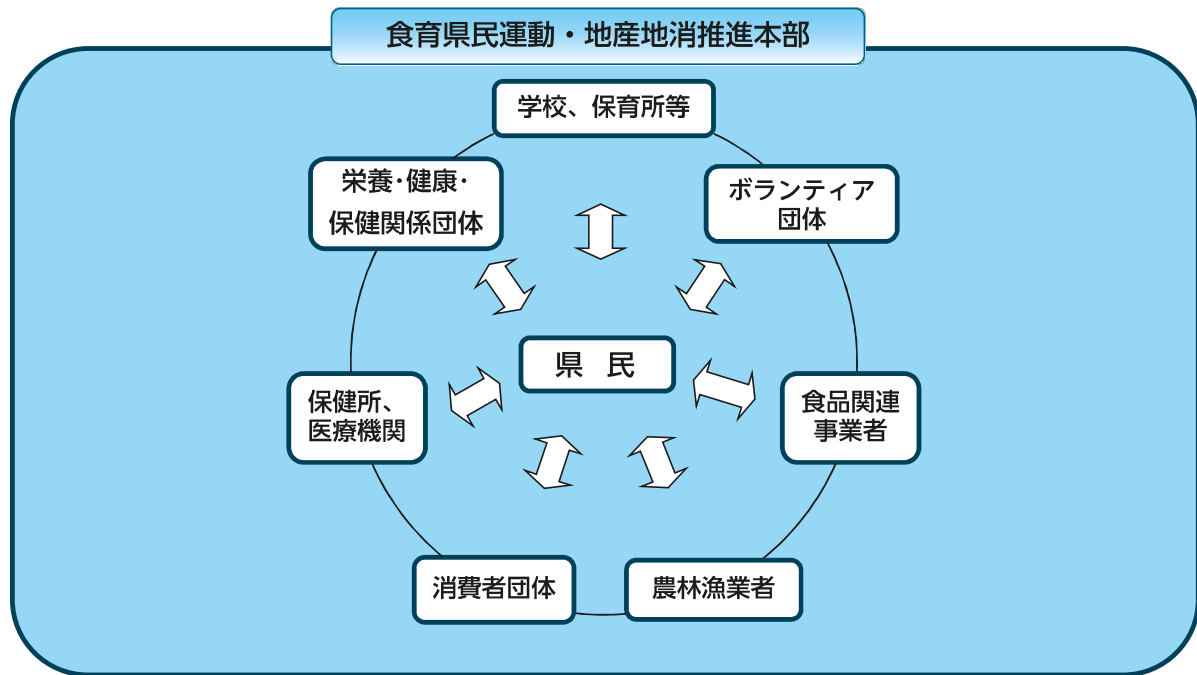 食育県民運動・地産地消推進本部
学校、保育所等
栄養・健康・
保健関係団体
ボランティア
団体
県 民
保健所、
医療機関
食品関連
事業者
消費者団体
農林漁業者